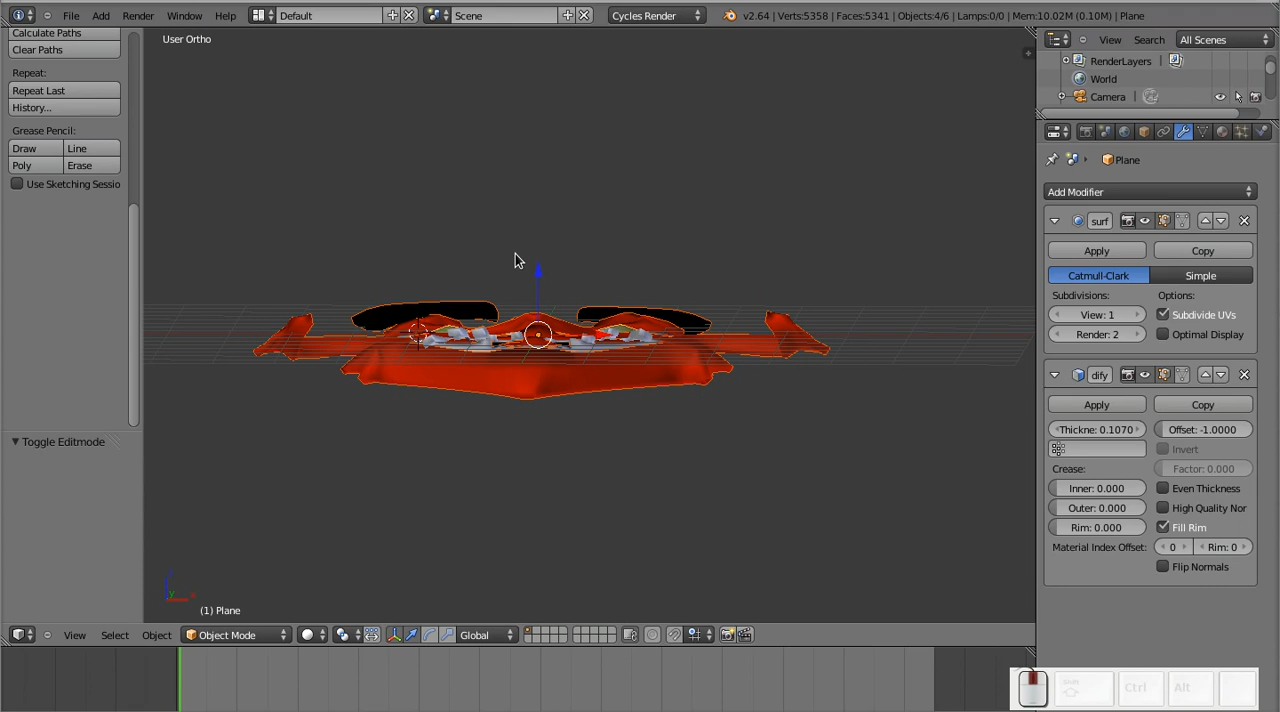 File Add Render Window Help Default Scene Cycles Render v2.64 | Verts:5358 | Faces:5341 | Objects:4/6 | Lamps:0/0 | Mem:10.02M (0.10M) | Plane
Calculate Paths
Clear Paths
Repeat:
Repeat Last
History...
Grease Pencil:
Draw Line
Poly Erase
Use Sketching Sessio
Toggle Editmode
User Ortho
(1) Plane
View Select Object Object Mode Global
View Search All Scenes
RenderLayers
World
Camera
Plane
Add Modifier
surf
Apply Copy
Catmull-Clark Simple
Subdivisions: Options:
View: 1 Subdivide UVs
Render: 2 Optimal Display
dify
Apply Copy
Thickne: 0.1070 Offset: -1.0000
Invert
Crease: Factor: 0.000
Inner: 0.000 Even Thickness
Outer: 0.000 High Quality Nor
Rim: 0.000 Fill Rim
Material Index Offset: 0 Rim: 0
Flip Normals
Ctrl Alt